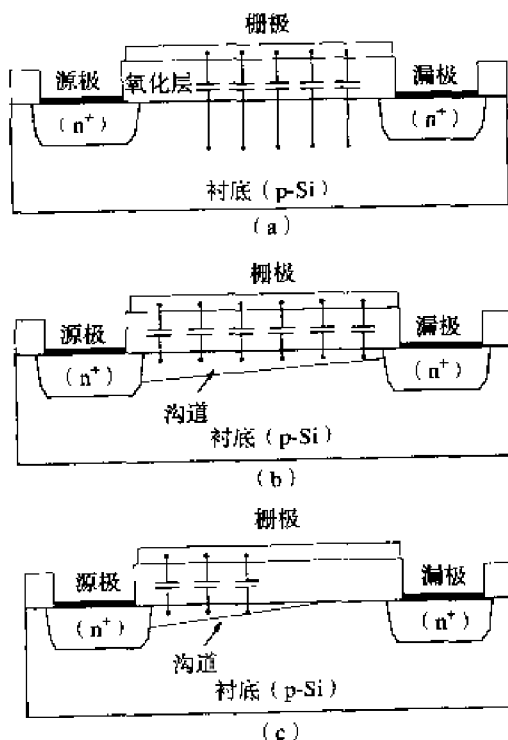 栅极
源极 氧化层 漏极
(n⁺) (n⁺)
衬底(p-Si)
(a)
栅极
源极 漏极
(n⁺) (n⁺)
沟道
衬底(p-Si)
(b)
栅极
源极 漏极
(n⁺) (n⁺)
沟道
衬底(p-Si)
(c)